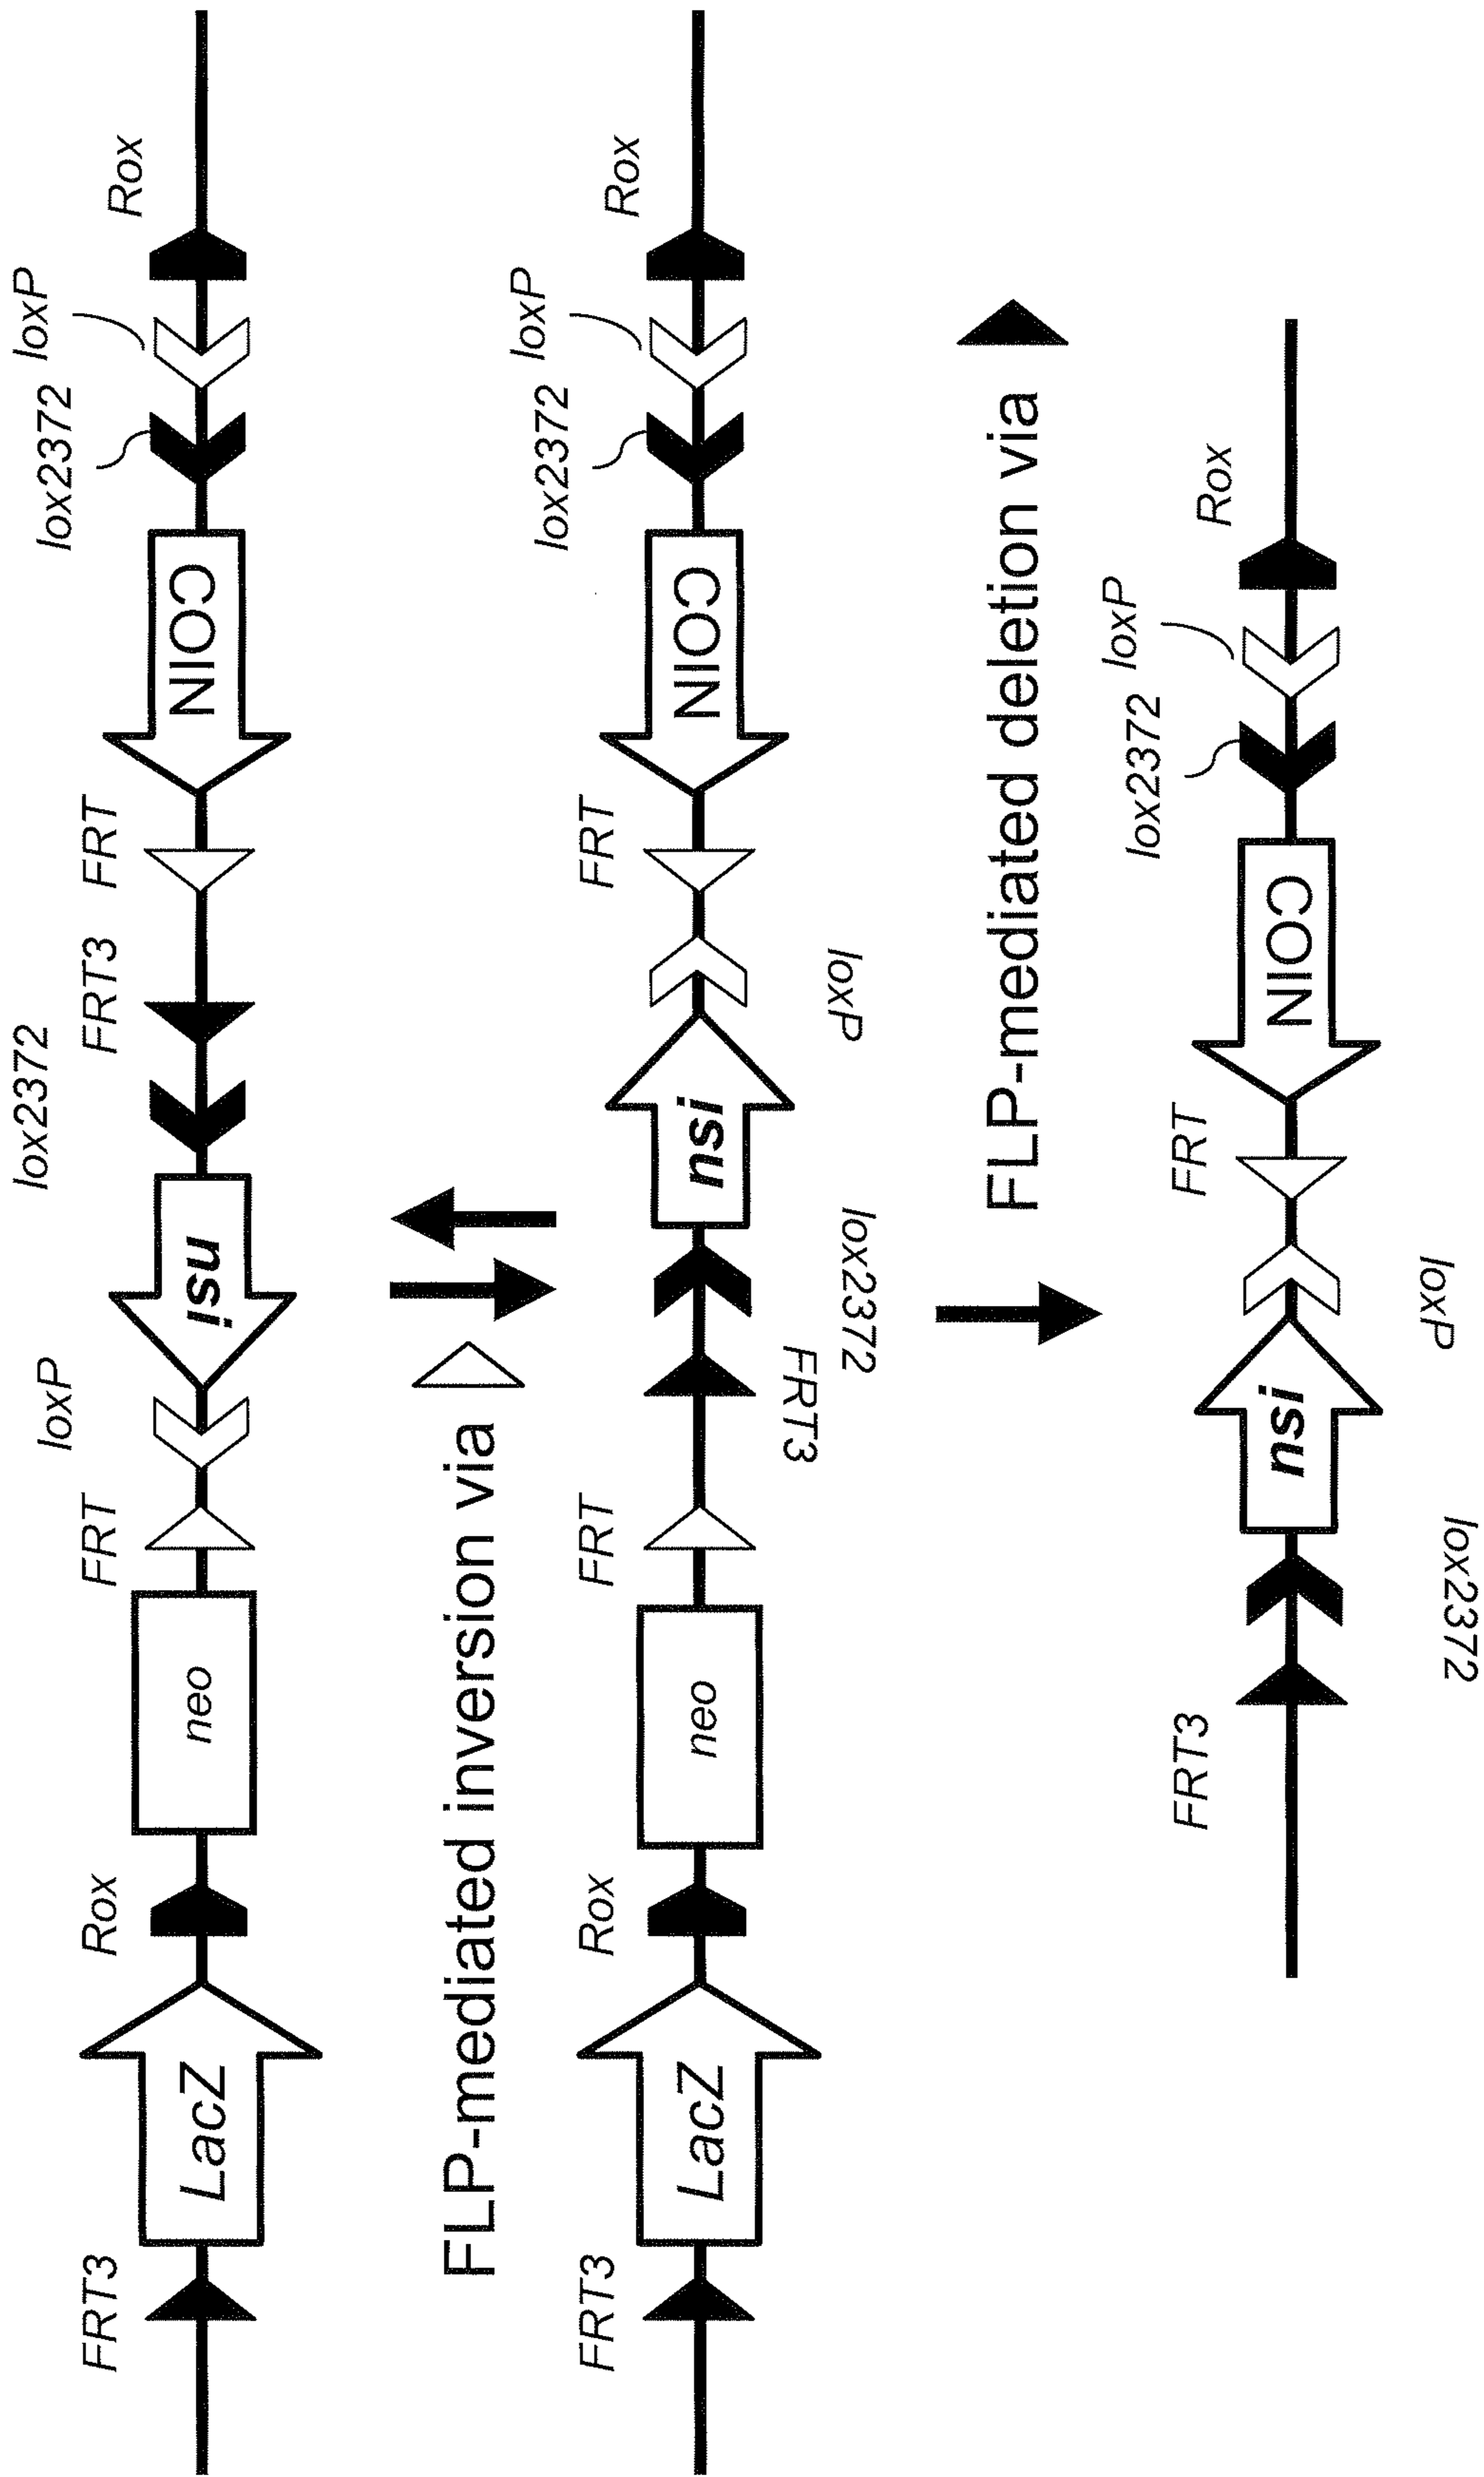 FRT3
LacZ
Rox
neo
FRT
loxP
nsi
lox2372
FRT3
FRT
COIN
lox2372
loxP
Rox
FLP-mediated inversion via
FRT3
LacZ
Rox
neo
FRT
FRT3
lox2372
nsi
loxP
FRT
COIN
lox2372
loxP
Rox
FLP-mediated deletion via
FRT3
lox2372
nsi
loxP
FRT
COIN
lox2372
loxP
Rox